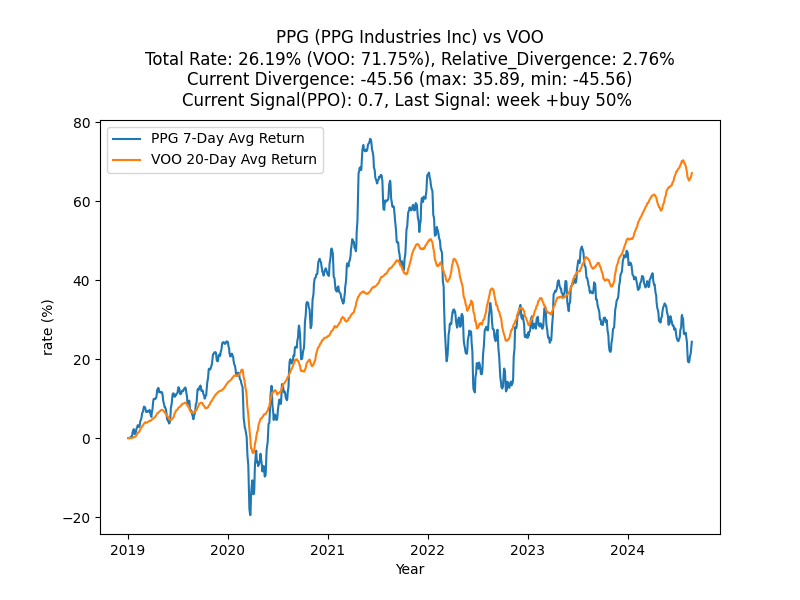 PPG (PPG Industries Inc) vs VOO
Total Rate: 26.19% (VOO: 71.75%), Relative_Divergence: 2.76%
Current Divergence: -45.56 (max: 35.89, min: -45.56)
Current Signal(PPO): 0.7, Last Signal: week +buy 50%
PPG 7-Day Avg Return
VOO 20-Day Avg Return
rate (%)
80
60
40
20
0
−20
2019
2020
2021
2022
2023
2024
Year